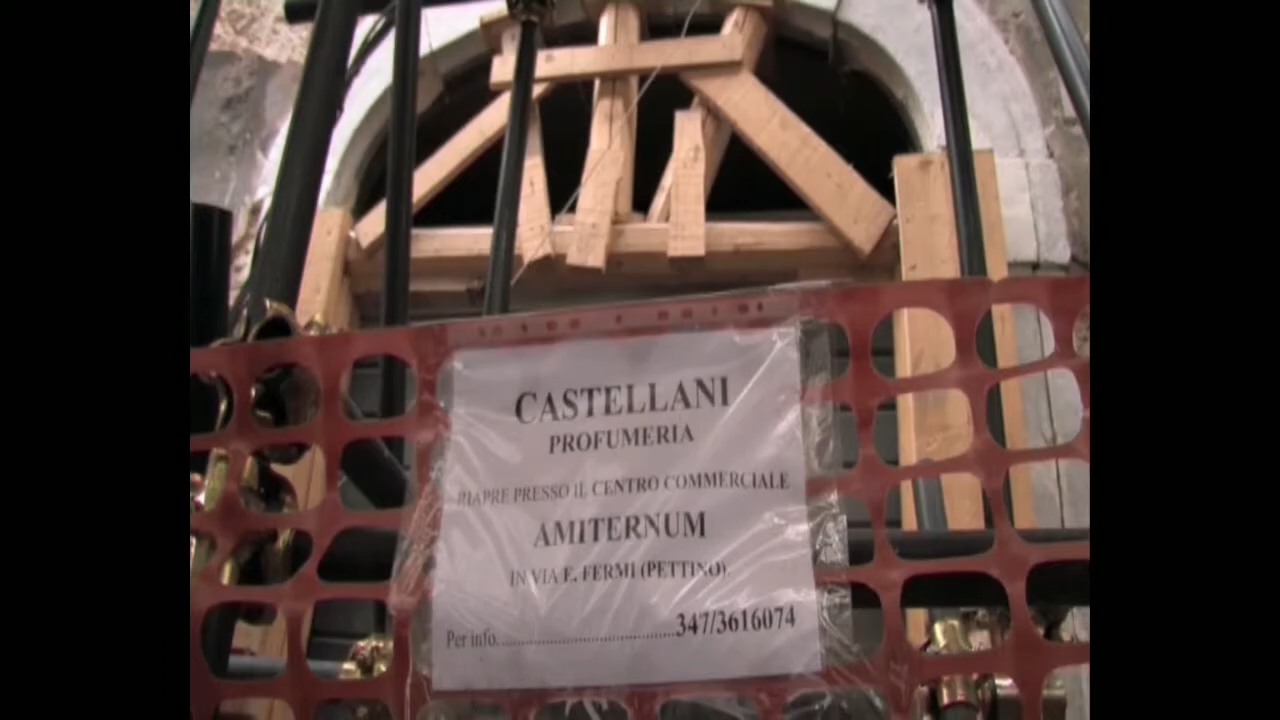 CASTELLANI
PROFUMERIA
RIAPRE PRESSO IL CENTRO COMMERCIALE
AMITERNUM
IN VIA E. FERMI (PETTINO)
Per info............................................347/3616074